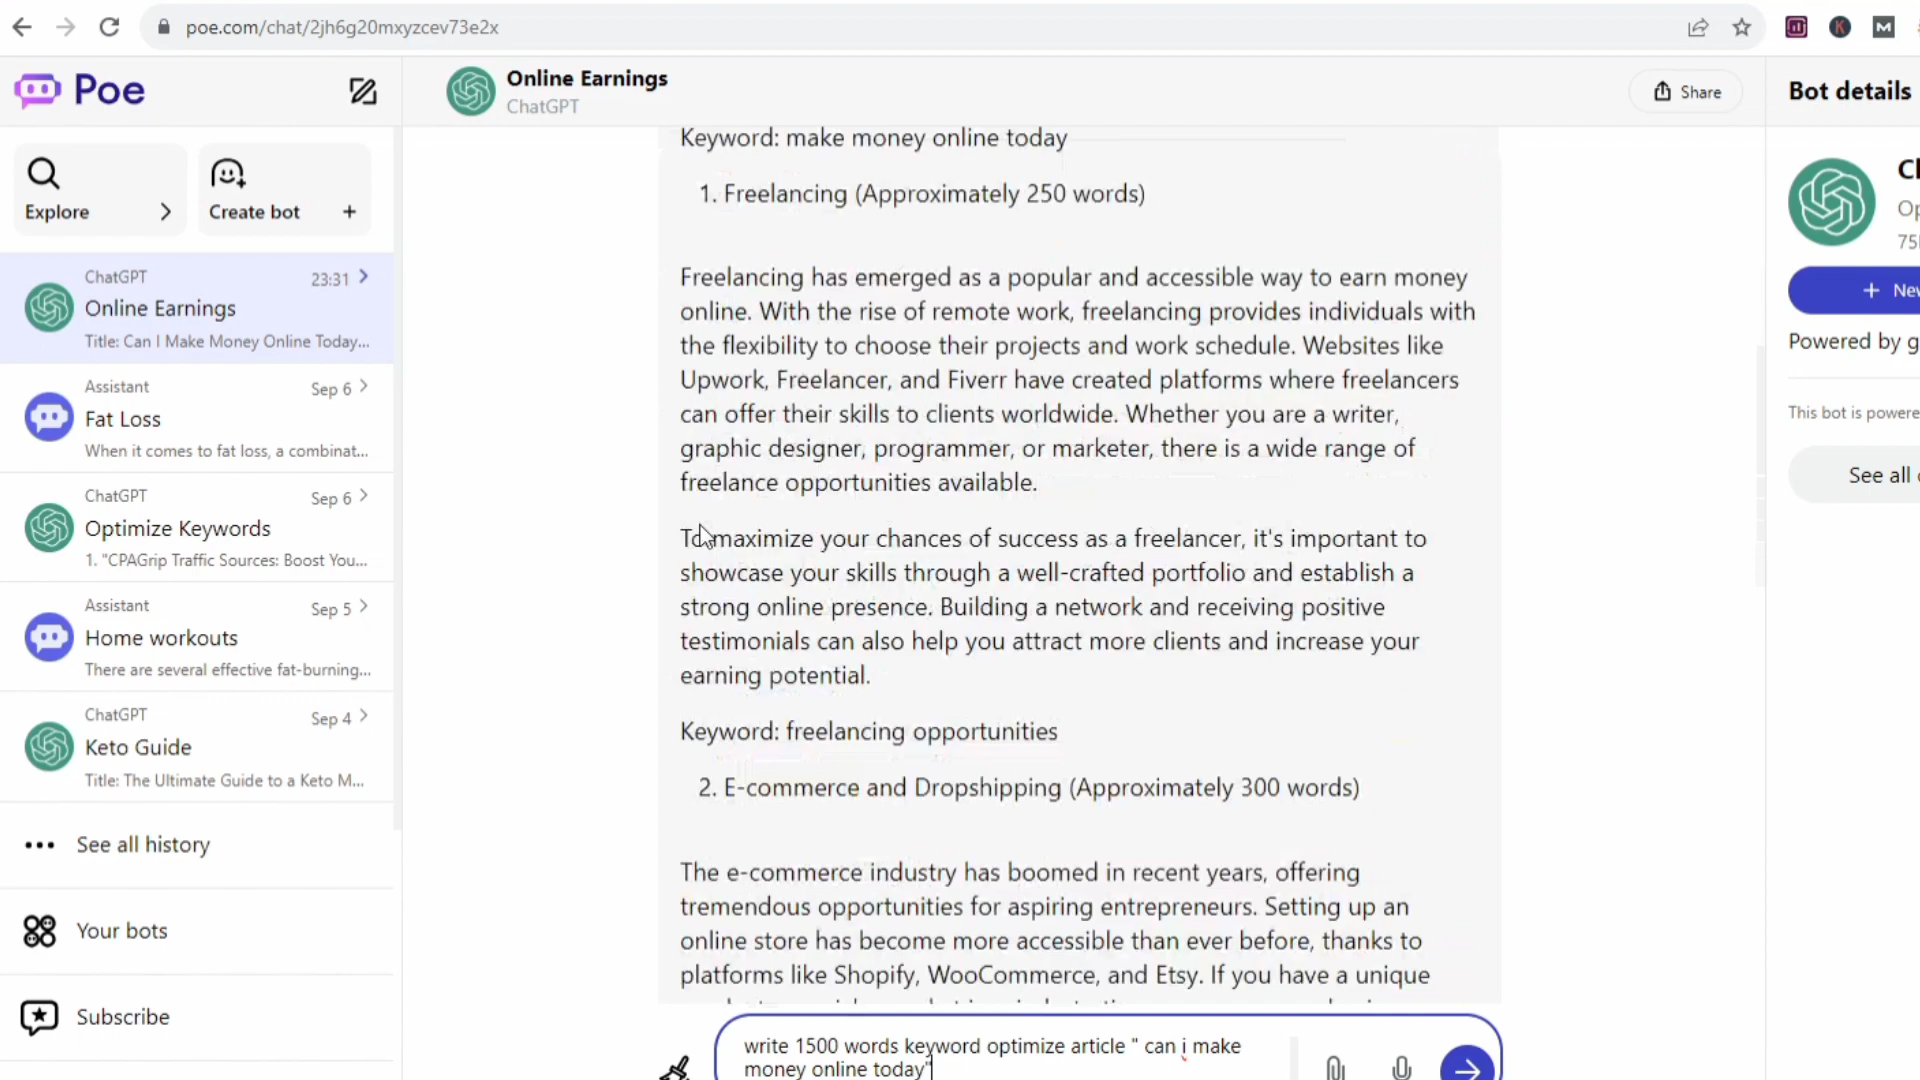 poe.com/chat/2jh6g20mxyzcev73e2x
Poe
Explore
Create bot
ChatGPT 23:31
Online Earnings
Title: Can I Make Money Online Today...
Assistant Sep 6
Fat Loss
When it comes to fat loss, a combinat...
ChatGPT Sep 6
Optimize Keywords
1. "CPAGrip Traffic Sources: Boost You...
Assistant Sep 5
Home workouts
There are several effective fat-burning...
ChatGPT Sep 4
Keto Guide
Title: The Ultimate Guide to a Keto M...
See all history
Your bots
Subscribe
Online Earnings
ChatGPT
Share
Keyword: make money online today
1. Freelancing (Approximately 250 words)
Freelancing has emerged as a popular and accessible way to earn money
online. With the rise of remote work, freelancing provides individuals with
the flexibility to choose their projects and work schedule. Websites like
Upwork, Freelancer, and Fiverr have created platforms where freelancers
can offer their skills to clients worldwide. Whether you are a writer,
graphic designer, programmer, or marketer, there is a wide range of
freelance opportunities available.
To maximize your chances of success as a freelancer, it's important to
showcase your skills through a well-crafted portfolio and establish a
strong online presence. Building a network and receiving positive
testimonials can also help you attract more clients and increase your
earning potential.
Keyword: freelancing opportunities
2. E-commerce and Dropshipping (Approximately 300 words)
The e-commerce industry has boomed in recent years, offering
tremendous opportunities for aspiring entrepreneurs. Setting up an
online store has become more accessible than ever before, thanks to
platforms like Shopify, WooCommerce, and Etsy. If you have a unique
write 1500 words keyword optimize article " can i make
money online today"
Bot details
75
Powered by
This bot is powere
See all